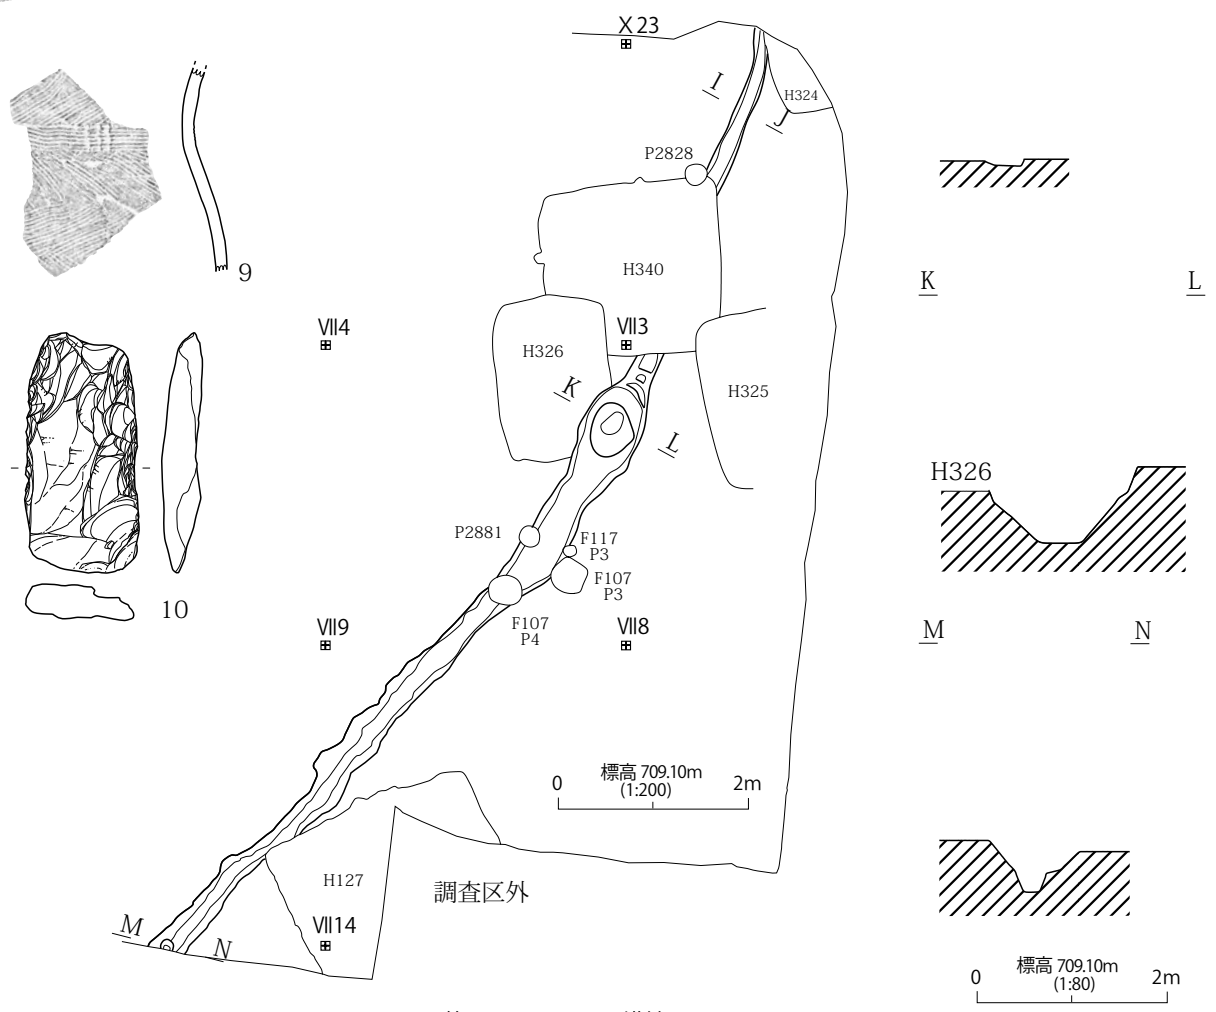 X 23
I
H324
J
P2828
H340
9
K
L
VII4
VII3
H326
H325
K
L
H326
P2881
F117
P3
F107
P3
10
F107
P4
VII9
VII8
M
N
標高 709.10m
0
2m
(1:200)
H127
調査区外
VII14
M
N
標高 709.10m
0
2m
(1:80)